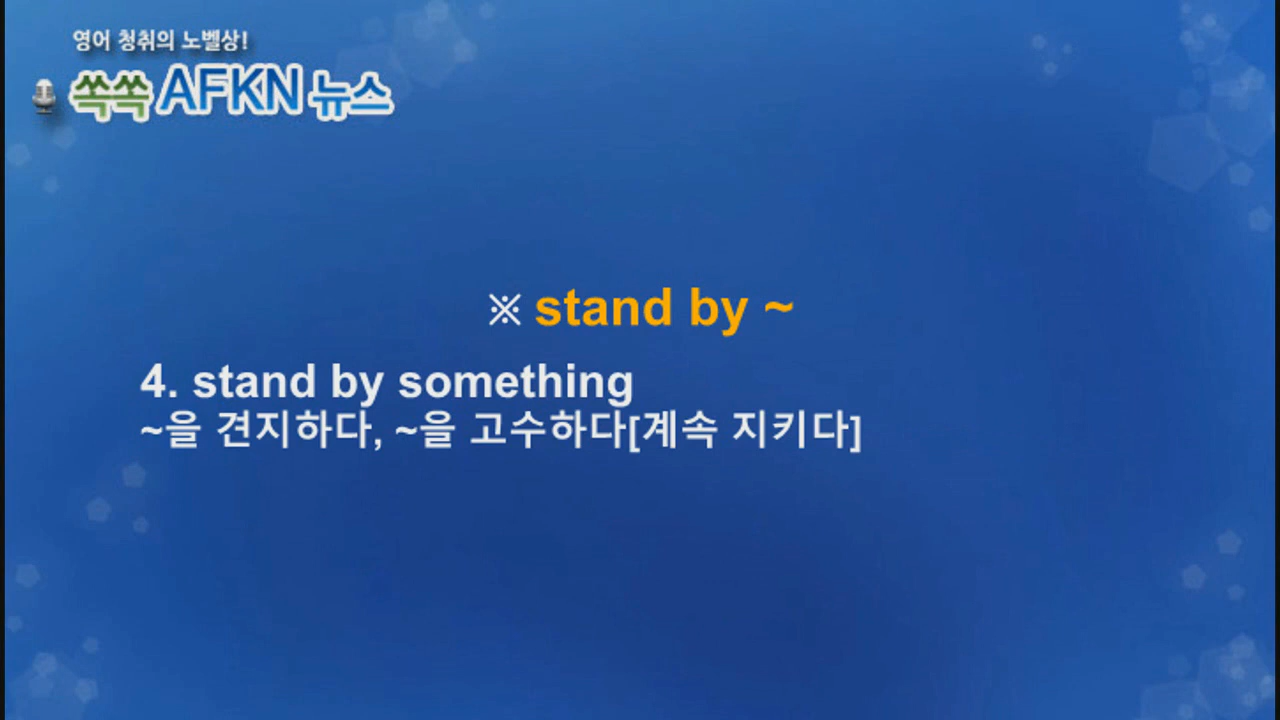 영어 청취의 노벨상!
쏙쏙 AFKN 뉴스
※ stand by ~
4. stand by something
~을 견지하다, ~을 고수하다[계속 지키다]